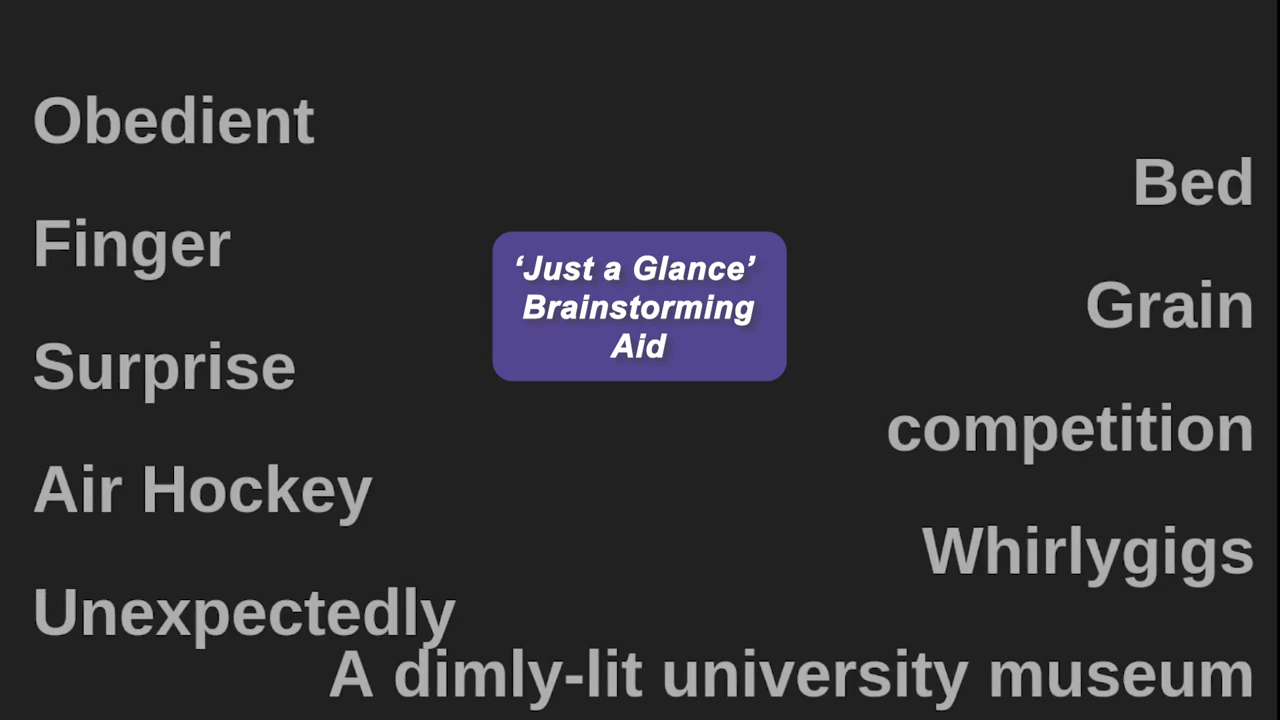 Obedient
Bed
Finger
‘Just a Glance’
Brainstorming
Aid
Grain
Surprise
competition
Air Hockey
Whirlygigs
Unexpectedly
A dimly-lit university museum